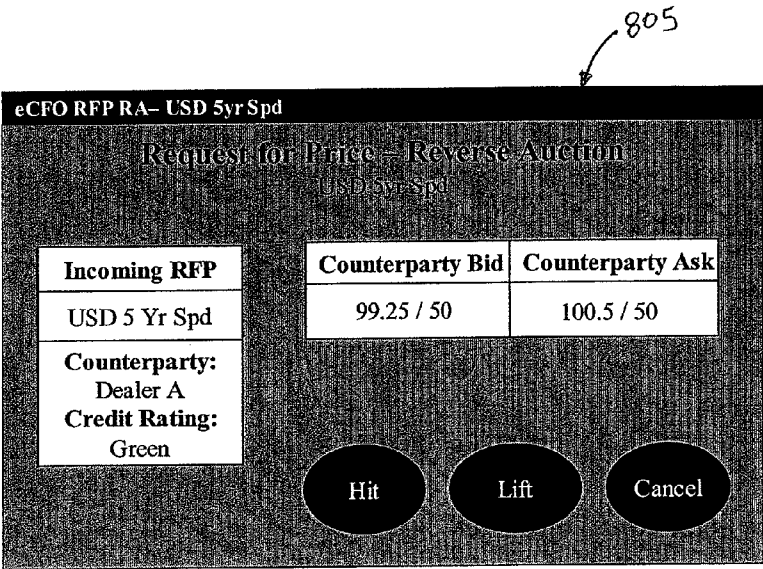 805
eCFO RFP RA– USD 5yr Spd
Request for Price – Reverse Auction
USD 5yr Spd
Incoming RFP
USD 5 Yr Spd
Counterparty:
Dealer A
Credit Rating:
Green
Counterparty Bid Counterparty Ask
99.25 / 50 100.5 / 50
Hit Lift Cancel